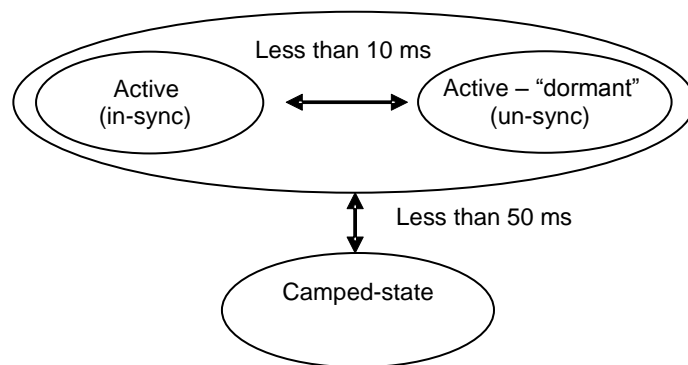 Less than 10 ms
Active
(in-sync)
Active – “dormant”
(un-sync)
Less than 50 ms
Camped-state